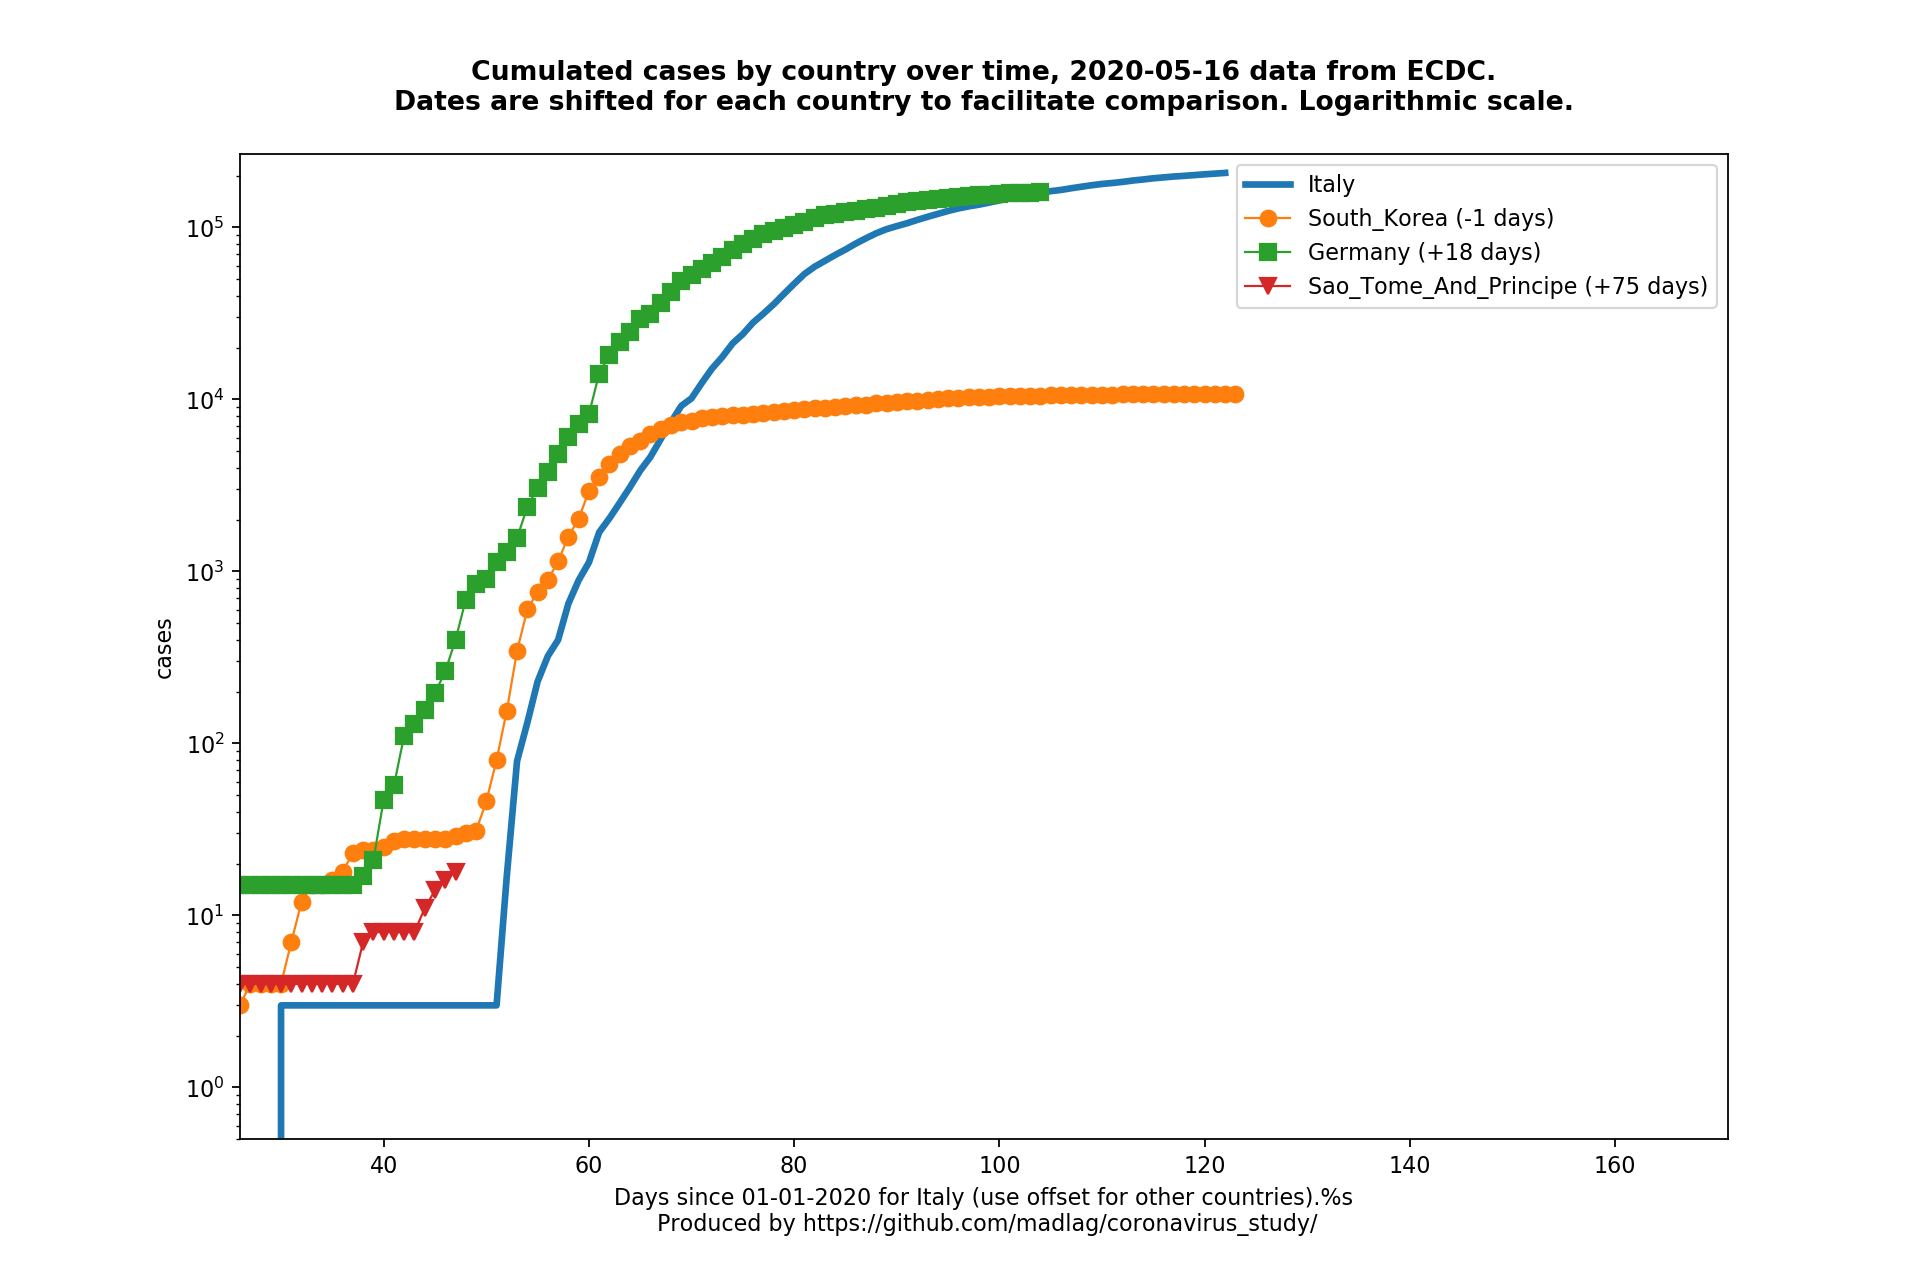 Cumulated cases by country over time, 2020-05-16 data from ECDC.
Dates are shifted for each country to facilitate comparison. Logarithmic scale.
Italy
South_Korea (-1 days)
Germany (+18 days)
Sao_Tome_And_Principe (+75 days)
cases
10^5
10^4
10^3
10^2
10^1
10^0
40 60 80 100 120 140 160
Days since 01-01-2020 for Italy (use offset for other countries).%s
Produced by https://github.com/madlag/coronavirus_study/